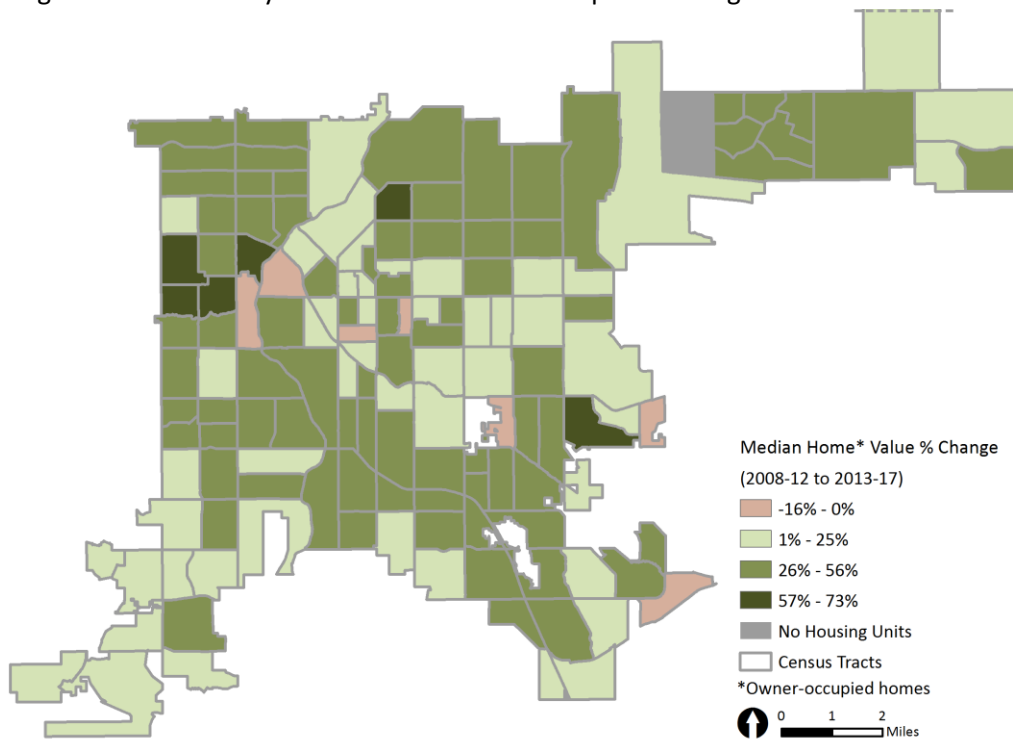 Median Home* Value % Change
(2008-12 to 2013-17)
-16% - 0%
1% - 25%
26% - 56%
57% - 73%
No Housing Units
Census Tracts
*Owner-occupied homes
0 1 2
Miles